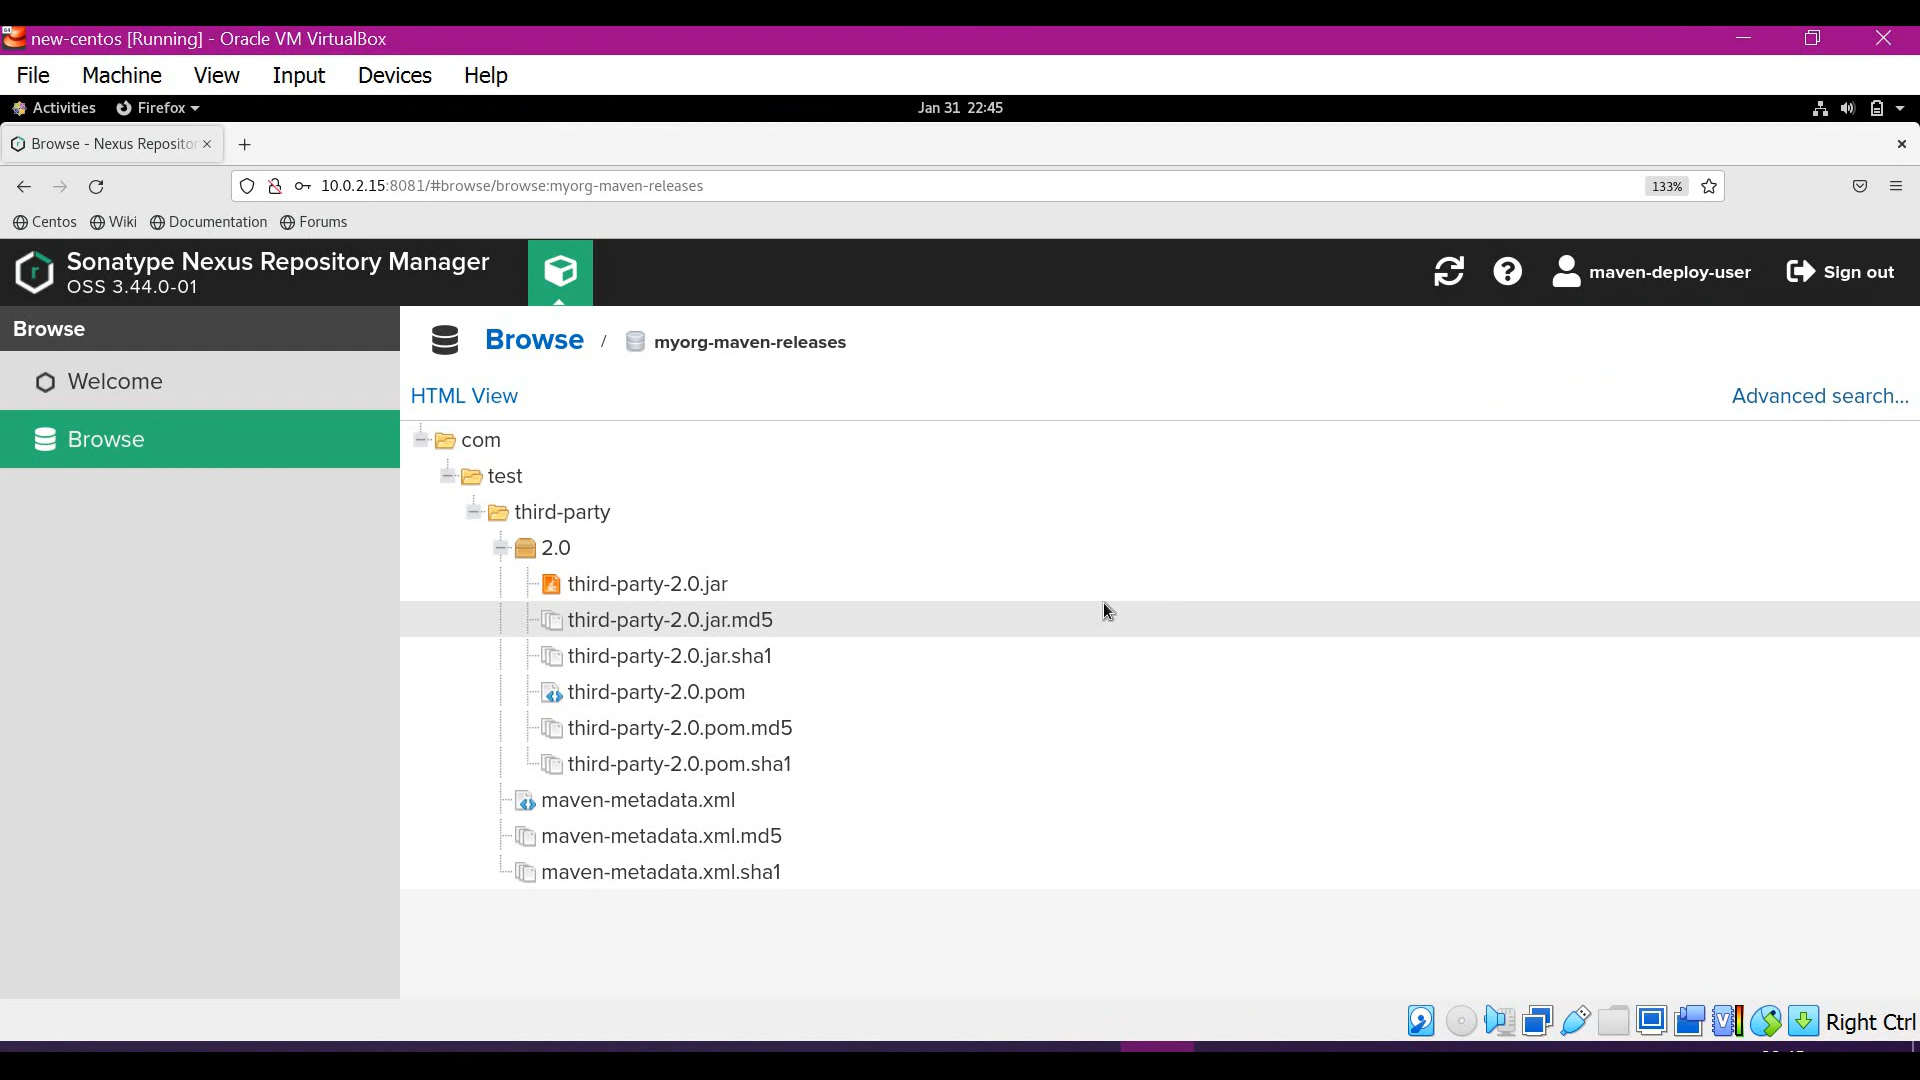 new-centos [Running] - Oracle VM VirtualBox
File Machine View Input Devices Help
Activities Firefox Jan 31 22:45
Browse - Nexus Repositor
10.0.2.15:8081/#browse/browse:myorg-maven-releases 133%
Centos Wiki Documentation Forums
Sonatype Nexus Repository Manager
OSS 3.44.0-01
maven-deploy-user Sign out
Browse
Welcome
Browse
Browse / myorg-maven-releases
HTML View Advanced search...
com
test
third-party
2.0
third-party-2.0.jar
third-party-2.0.jar.md5
third-party-2.0.jar.sha1
third-party-2.0.pom
third-party-2.0.pom.md5
third-party-2.0.pom.sha1
maven-metadata.xml
maven-metadata.xml.md5
maven-metadata.xml.sha1
Right Ctrl